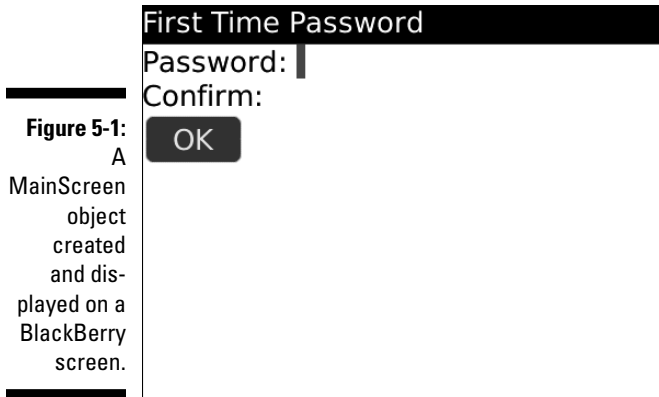 First Time Password
Password:
Confirm:
OK
Figure 5-1:
A
MainScreen
object
created
and dis-
played on a
BlackBerry
screen.